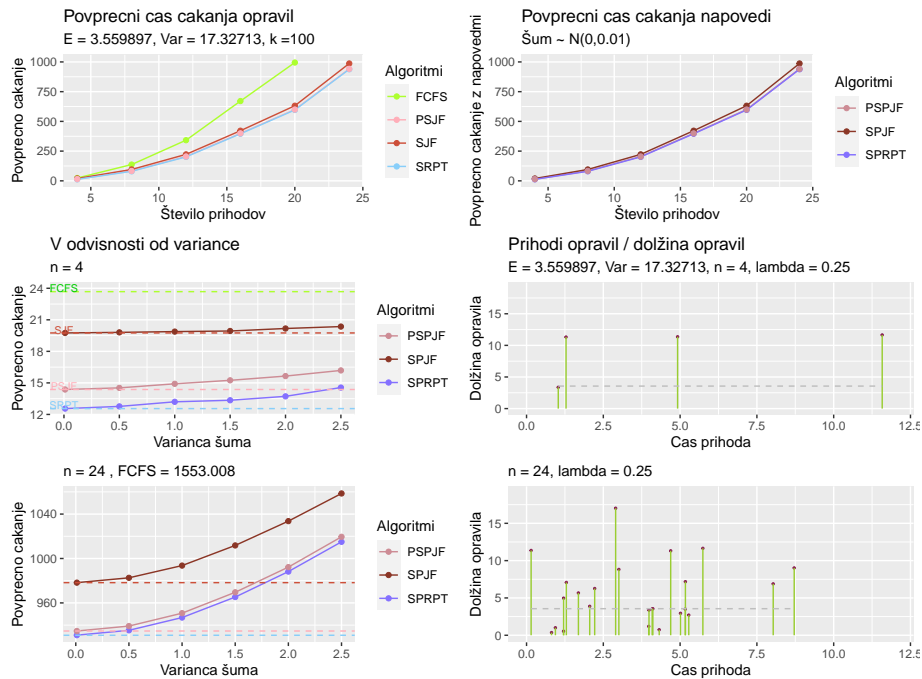 Povprecni cas cakanja opravil
E = 3.559897, Var = 17.32713, k =100
Povprecno cakanje
1000
750
500
250
0
5
10
15
20
25
Število prihodov
Algoritmi
FCFS
PSJF
SJF
SRPT
Povprecni cas cakanja napovedi
Šum ~ N(0,0.01)
Povprecno cakanje z napovedmi
1000
750
500
250
0
5
10
15
20
25
Število prihodov
Algoritmi
PSPJF
SPJF
SPRPT
V odvisnosti od variance
n = 4
Povprecno cakanje
24
21
18
15
12
FCFS
SJF
PSJF
SRPT
0.0
0.5
1.0
1.5
2.0
2.5
Varianca šuma
Algoritmi
PSPJF
SPJF
SPRPT
Prihodi opravil / dolžina opravil
E = 3.559897, Var = 17.32713, n = 4, lambda = 0.25
Dolžina opravila
15
10
5
0
0.0
2.5
5.0
7.5
10.0
12.5
Cas prihoda
n = 24 , FCFS = 1553.008
Povprecno cakanje
1040
1000
960
0.0
0.5
1.0
1.5
2.0
2.5
Varianca šuma
Algoritmi
PSPJF
SPJF
SPRPT
n = 24, lambda = 0.25
Dolžina opravila
15
10
5
0
0.0
2.5
5.0
7.5
10.0
12.5
Cas prihoda